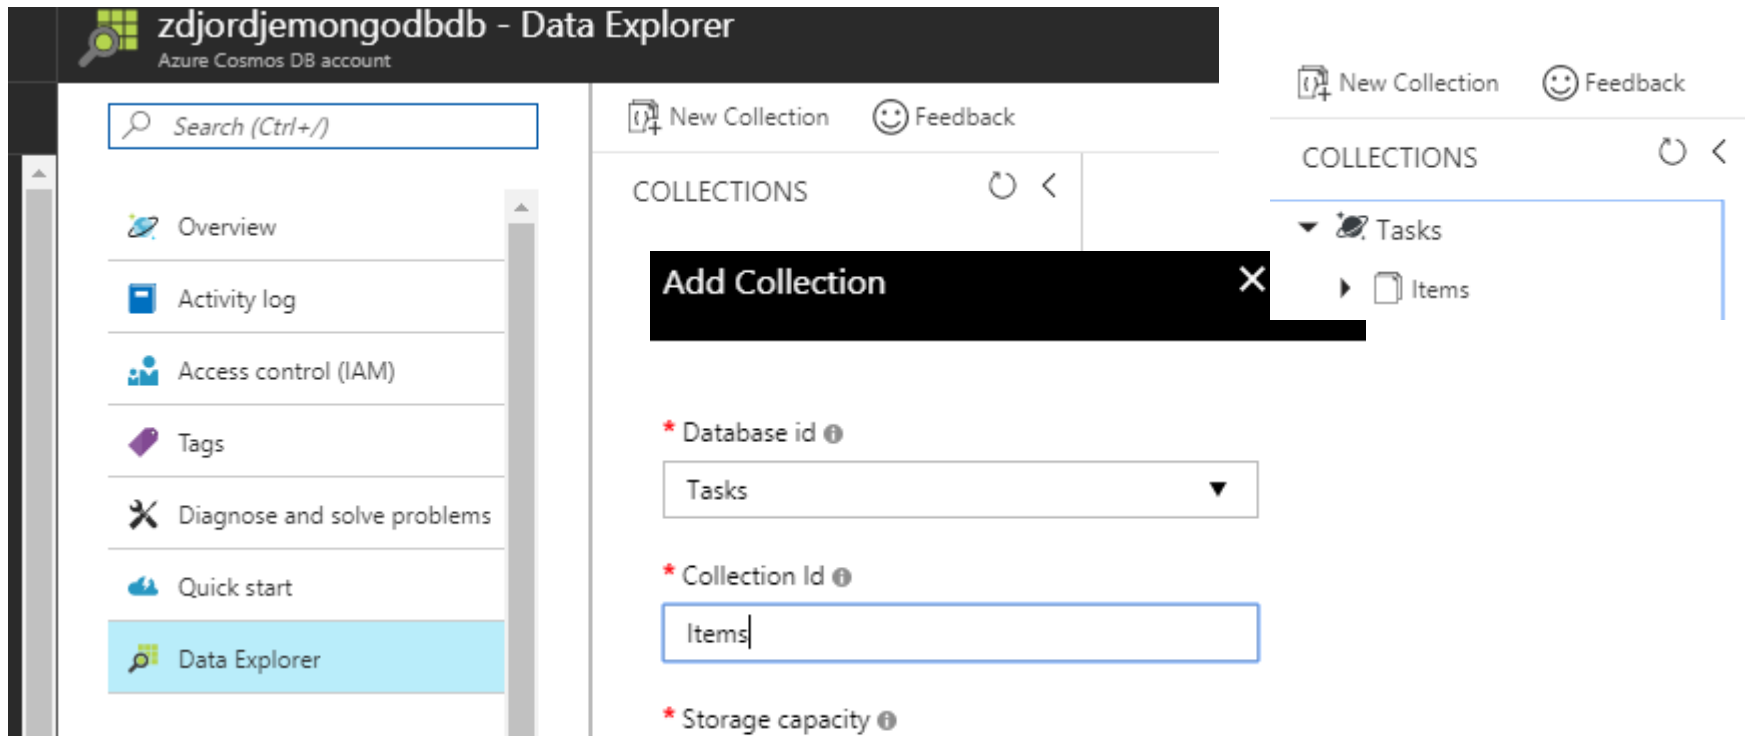 zdjordjemongodbdb - Data Explorer
Azure Cosmos DB account
Search (Ctrl+/)
Overview
Activity log
Access control (IAM)
Tags
Diagnose and solve problems
Quick start
Data Explorer
New Collection
Feedback
COLLECTIONS
Add Collection
* Database id
Tasks
* Collection Id
Items
* Storage capacity
New Collection
Feedback
COLLECTIONS
Tasks
Items